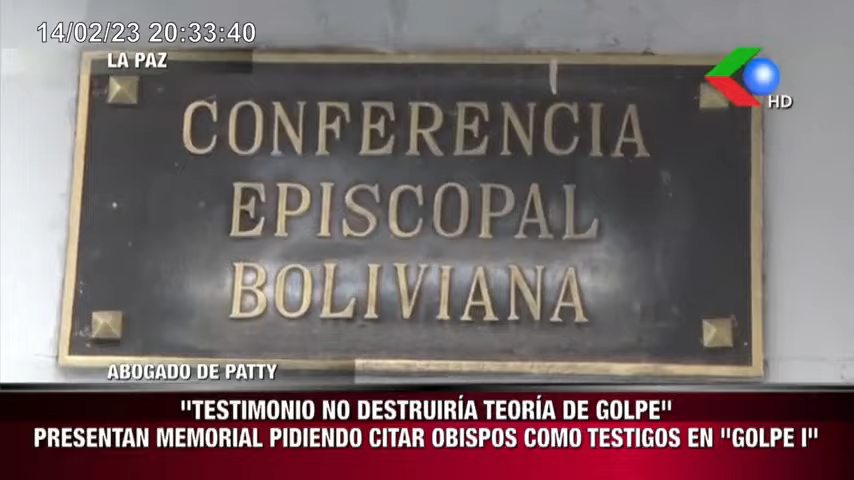 14/02/23 20:33:40
LA PAZ
HD
CONFERENCIA
EPISCOPAL
BOLIVIANA
ABOGADO DE PATTY
"TESTIMONIO NO DESTRUIRÍA TEORÍA DE GOLPE"
PRESENTAN MEMORIAL PIDIENDO CITAR OBISPOS COMO TESTIGOS EN "GOLPE I"